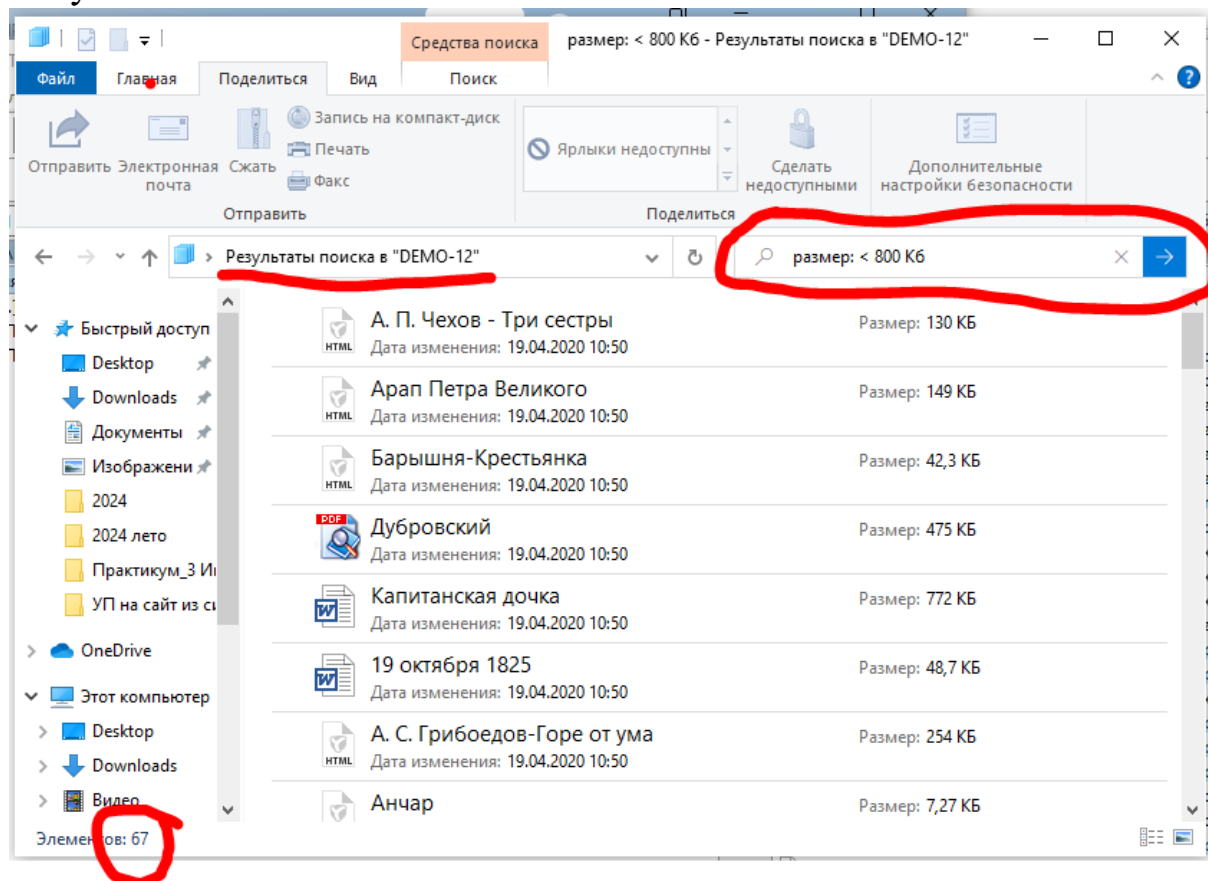 Средства поиска
размер: < 800 Кб - Результаты поиска в "DEMO-12"
Файл Главная Поделиться Вид Поиск
Отправить
Электронная почта
Сжать
Запись на компакт-диск
Печать
Факс
Отправить
Ярлыки недоступны
Сделать недоступными
Поделиться
Дополнительные настройки безопасности
Результаты поиска в "DEMO-12"
размер: < 800 Кб
Быстрый доступ
Desktop
Downloads
Документы
Изображени
2024
2024 лето
Практикум_3 И
УП на сайт из
OneDrive
Этот компьютер
Desktop
Downloads
Видео
HTML
А. П. Чехов - Три сестры
Размер: 130 КБ
Дата изменения: 19.04.2020 10:50
HTML
Арап Петра Великого
Размер: 149 КБ
Дата изменения: 19.04.2020 10:50
HTML
Барышня-Крестьянка
Размер: 42,3 КБ
Дата изменения: 19.04.2020 10:50
PDF
Дубровский
Размер: 475 КБ
Дата изменения: 19.04.2020 10:50
Капитанская дочка
Размер: 772 КБ
Дата изменения: 19.04.2020 10:50
19 октября 1825
Размер: 48,7 КБ
Дата изменения: 19.04.2020 10:50
HTML
А. С. Грибоедов-Горе от ума
Размер: 254 КБ
Дата изменения: 19.04.2020 10:50
Анчар
Размер: 7,27 КБ
Элементов: 67